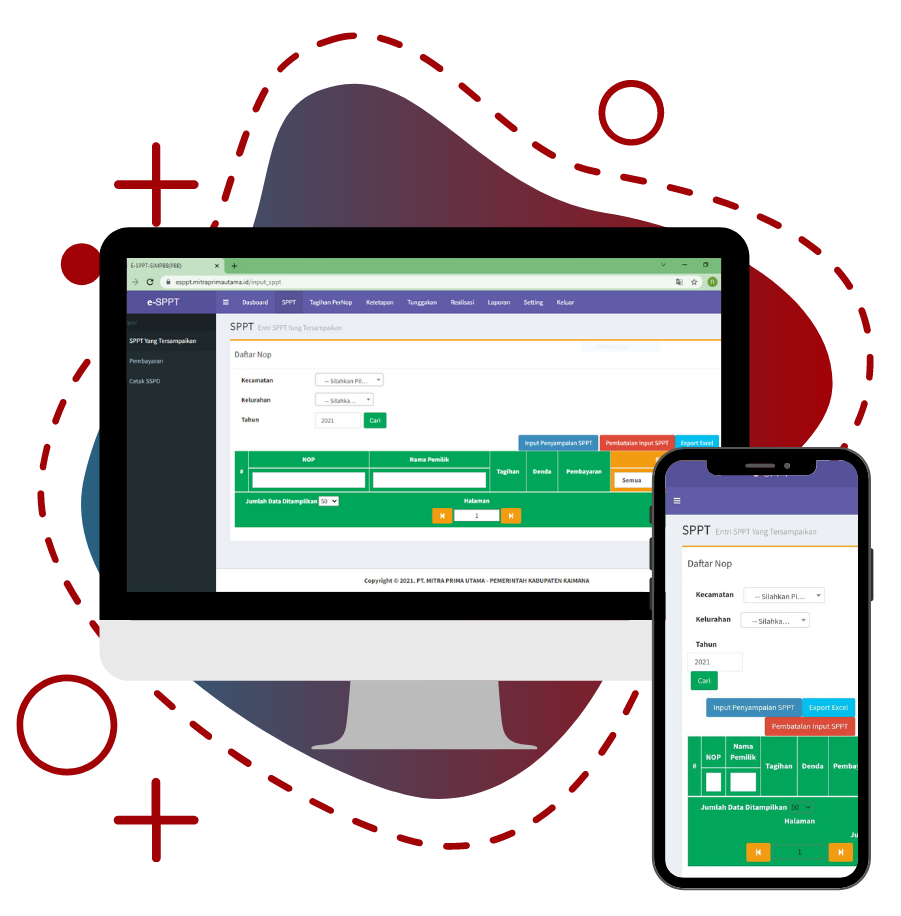 E-SPPT-SIMPBB(PBB)
esppt.mitraprimautama.id/input_sppt
e-SPPT
Dasboard SPPT Tagihan PerNop Ketetapan Tunggakan Realisasi Laporan Setting Keluar
SPPT Yang Tersampaikan
Pembayaran
Cetak SSPD
SPPT Entri SPPT Yang Tersampaikan
Daftar Nop
Kecamatan -- Silahkan Pil...
Kelurahan -- Silahka...
Tahun 2021 Cari
Input Penyampaian SPPT Pembatalan Input SPPT Export Excel
# NOP Nama Pemilik Tagihan Denda Pembayaran
Semua
Jumlah Data Ditampilkan 50
Halaman
1
Copyright © 2021. PT. MITRA PRIMA UTAMA - PEMERINTAH KABUPATEN KAIMANA
SPPT Entri SPPT Yang Tersampaikan
Daftar Nop
Kecamatan -- Silahkan Pi...
Kelurahan -- Silahka...
Tahun
2021
Cari
Input Penyampaian SPPT Export Excel
Pembatalan Input SPPT
# NOP Nama Pemilik Tagihan Denda Pembay
Jumlah Data Ditampilkan 50
Halaman
Ju
1